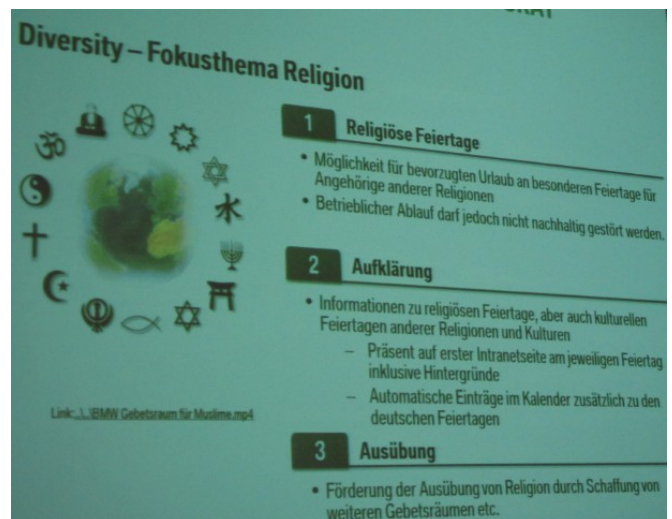 Diversity – Fokusthema Religion
1 Religiöse Feiertage
• Möglichkeit für bevorzugten Urlaub an besonderen Feiertage für
Angehörige anderer Religionen
• Betrieblicher Ablauf darf jedoch nicht nachhaltig gestört werden.
2 Aufklärung
• Informationen zu religiösen Feiertage, aber auch kulturellen
Feiertagen anderer Religionen und Kulturen
– Präsent auf erster Intranetseite am jeweiligen Feiertag
inklusive Hintergründe
– Automatische Einträge im Kalender zusätzlich zu den
deutschen Feiertagen
Link:..\..\BMW Gebetsraum für Muslime.mp4
3 Ausübung
• Förderung der Ausübung von Religion durch Schaffung von
weiteren Gebetsräumen etc.